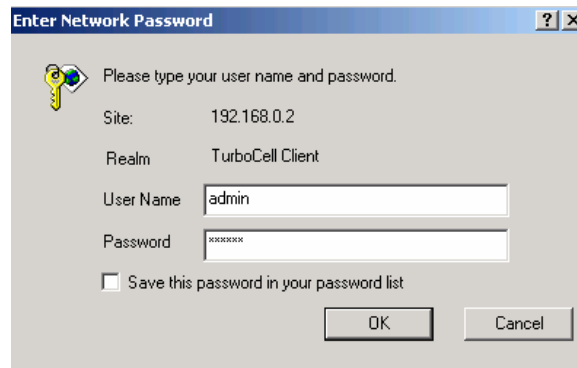 Enter Network Password
Please type your user name and password.
Site: 192.168.0.2
Realm TurboCell Client
User Name admin
Password ××××××
Save this password in your password list
OK Cancel